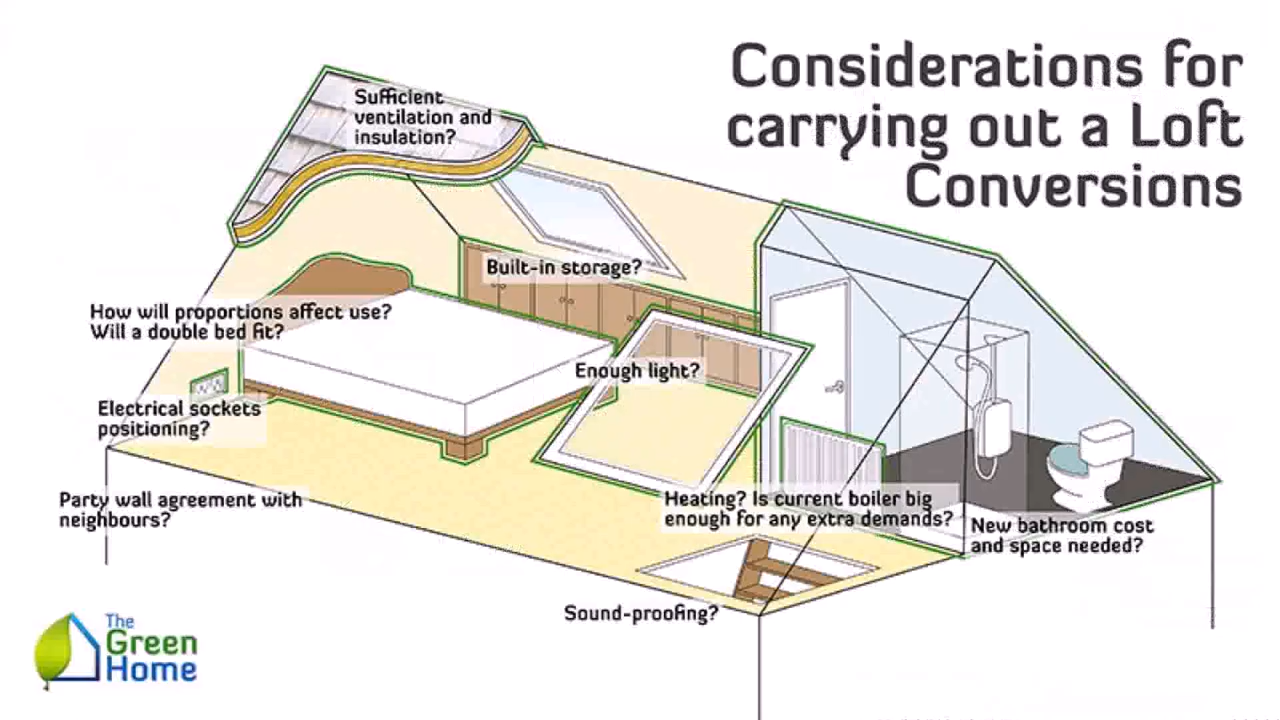 Considerations for
carrying out a Loft
Conversions
Sufficient
ventilation and
insulation?
Built-in storage?
How will proportions affect use?
Will a double bed fit?
Enough light?
Electrical sockets
positioning?
Party wall agreement with
neighbours?
Heating? Is current boiler big
enough for any extra demands?
New bathroom cost
and space needed?
Sound-proofing?
The
Green
Home